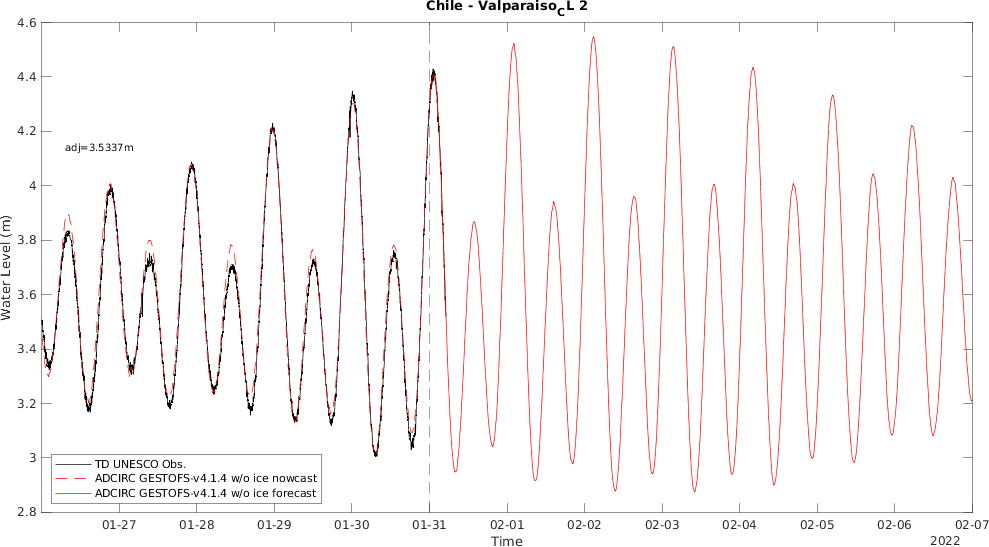 Chile - Valparaiso_CL 2
4.6
4.4
4.2
4
3.8
3.6
3.4
3.2
3
2.8
Water Level (m)
adj=3.5337m
TD UNESCO Obs.
ADCIRC GESTOFS-v4.1.4 w/o ice nowcast
ADCIRC GESTOFS-v4.1.4 w/o ice forecast
01-27 01-28 01-29 01-30 01-31 02-01 02-02 02-03 02-04 02-05 02-06 02-07
Time
2022